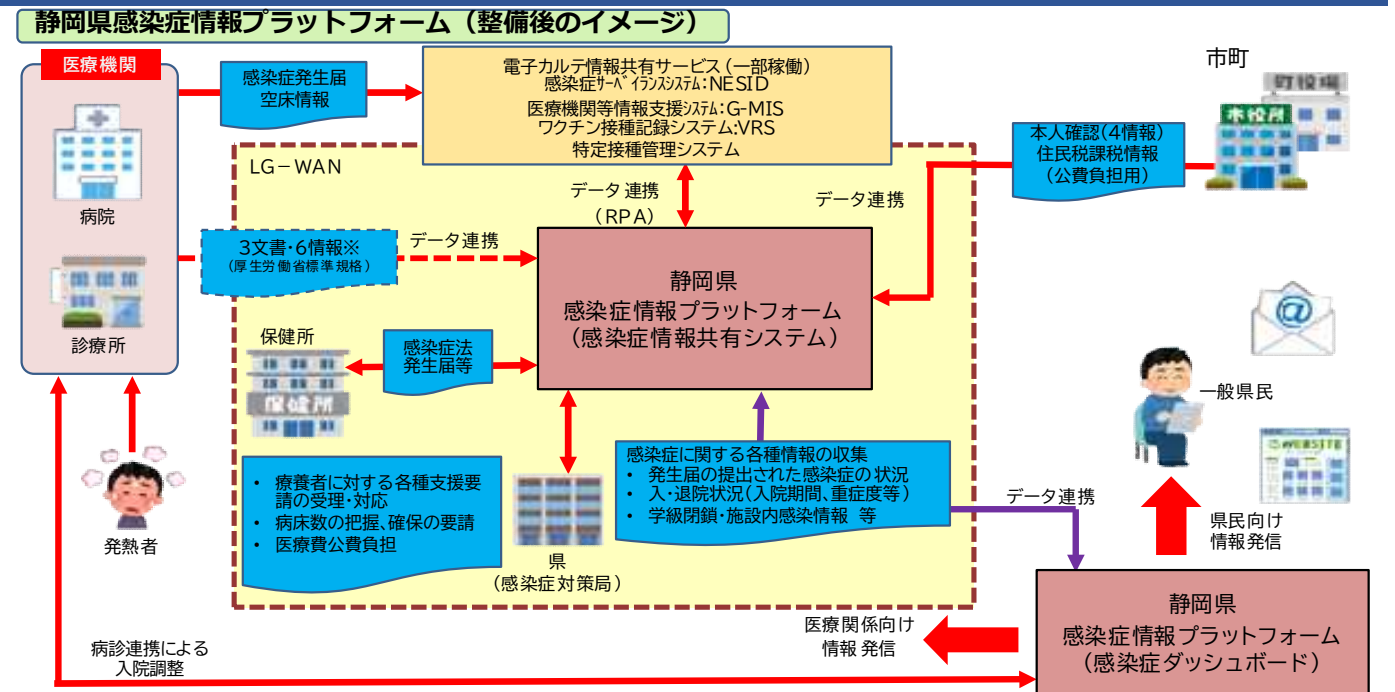 静岡県感染症情報プラットフォーム（整備後のイメージ）
医療機関
病院
診療所
感染症発生届
空床情報
電子カルテ情報共有サービス（一部稼働）
感染症ｻｰﾍﾞｲﾗﾝｽｼｽﾃﾑ:NESID
医療機関等情報支援ｼｽﾃﾑ:G-MIS
ワクチン接種記録システム:VRS
特定接種管理システム
市町
町役場
市役所
本人確認（4情報）
住民税課税情報
（公費負担用）
LG－WAN
データ連携
（RPA）
データ連携
3文書・6情報※
（厚生労働省標準規格）
データ連携
静岡県
感染症情報プラットフォーム
（感染症情報共有システム）
保健所
保健所
感染症法
発生届等
発熱者
・ 療養者に対する各種支援要
請の受理・対応
・ 病床数の把握、確保の要請
・ 医療費公費負担
県
（感染症対策局）
感染症に関する各種情報の収集
・ 発生届の提出された感染症の状況
・ 入・退院状況（入院期間、重症度等）
・ 学級閉鎖・施設内感染情報 等
データ連携
一般県民
WEBSITE
県民向け
情報発信
医療関係向け
情報発信
静岡県
感染症情報プラットフォーム
（感染症ダッシュボード）
病診連携による
入院調整